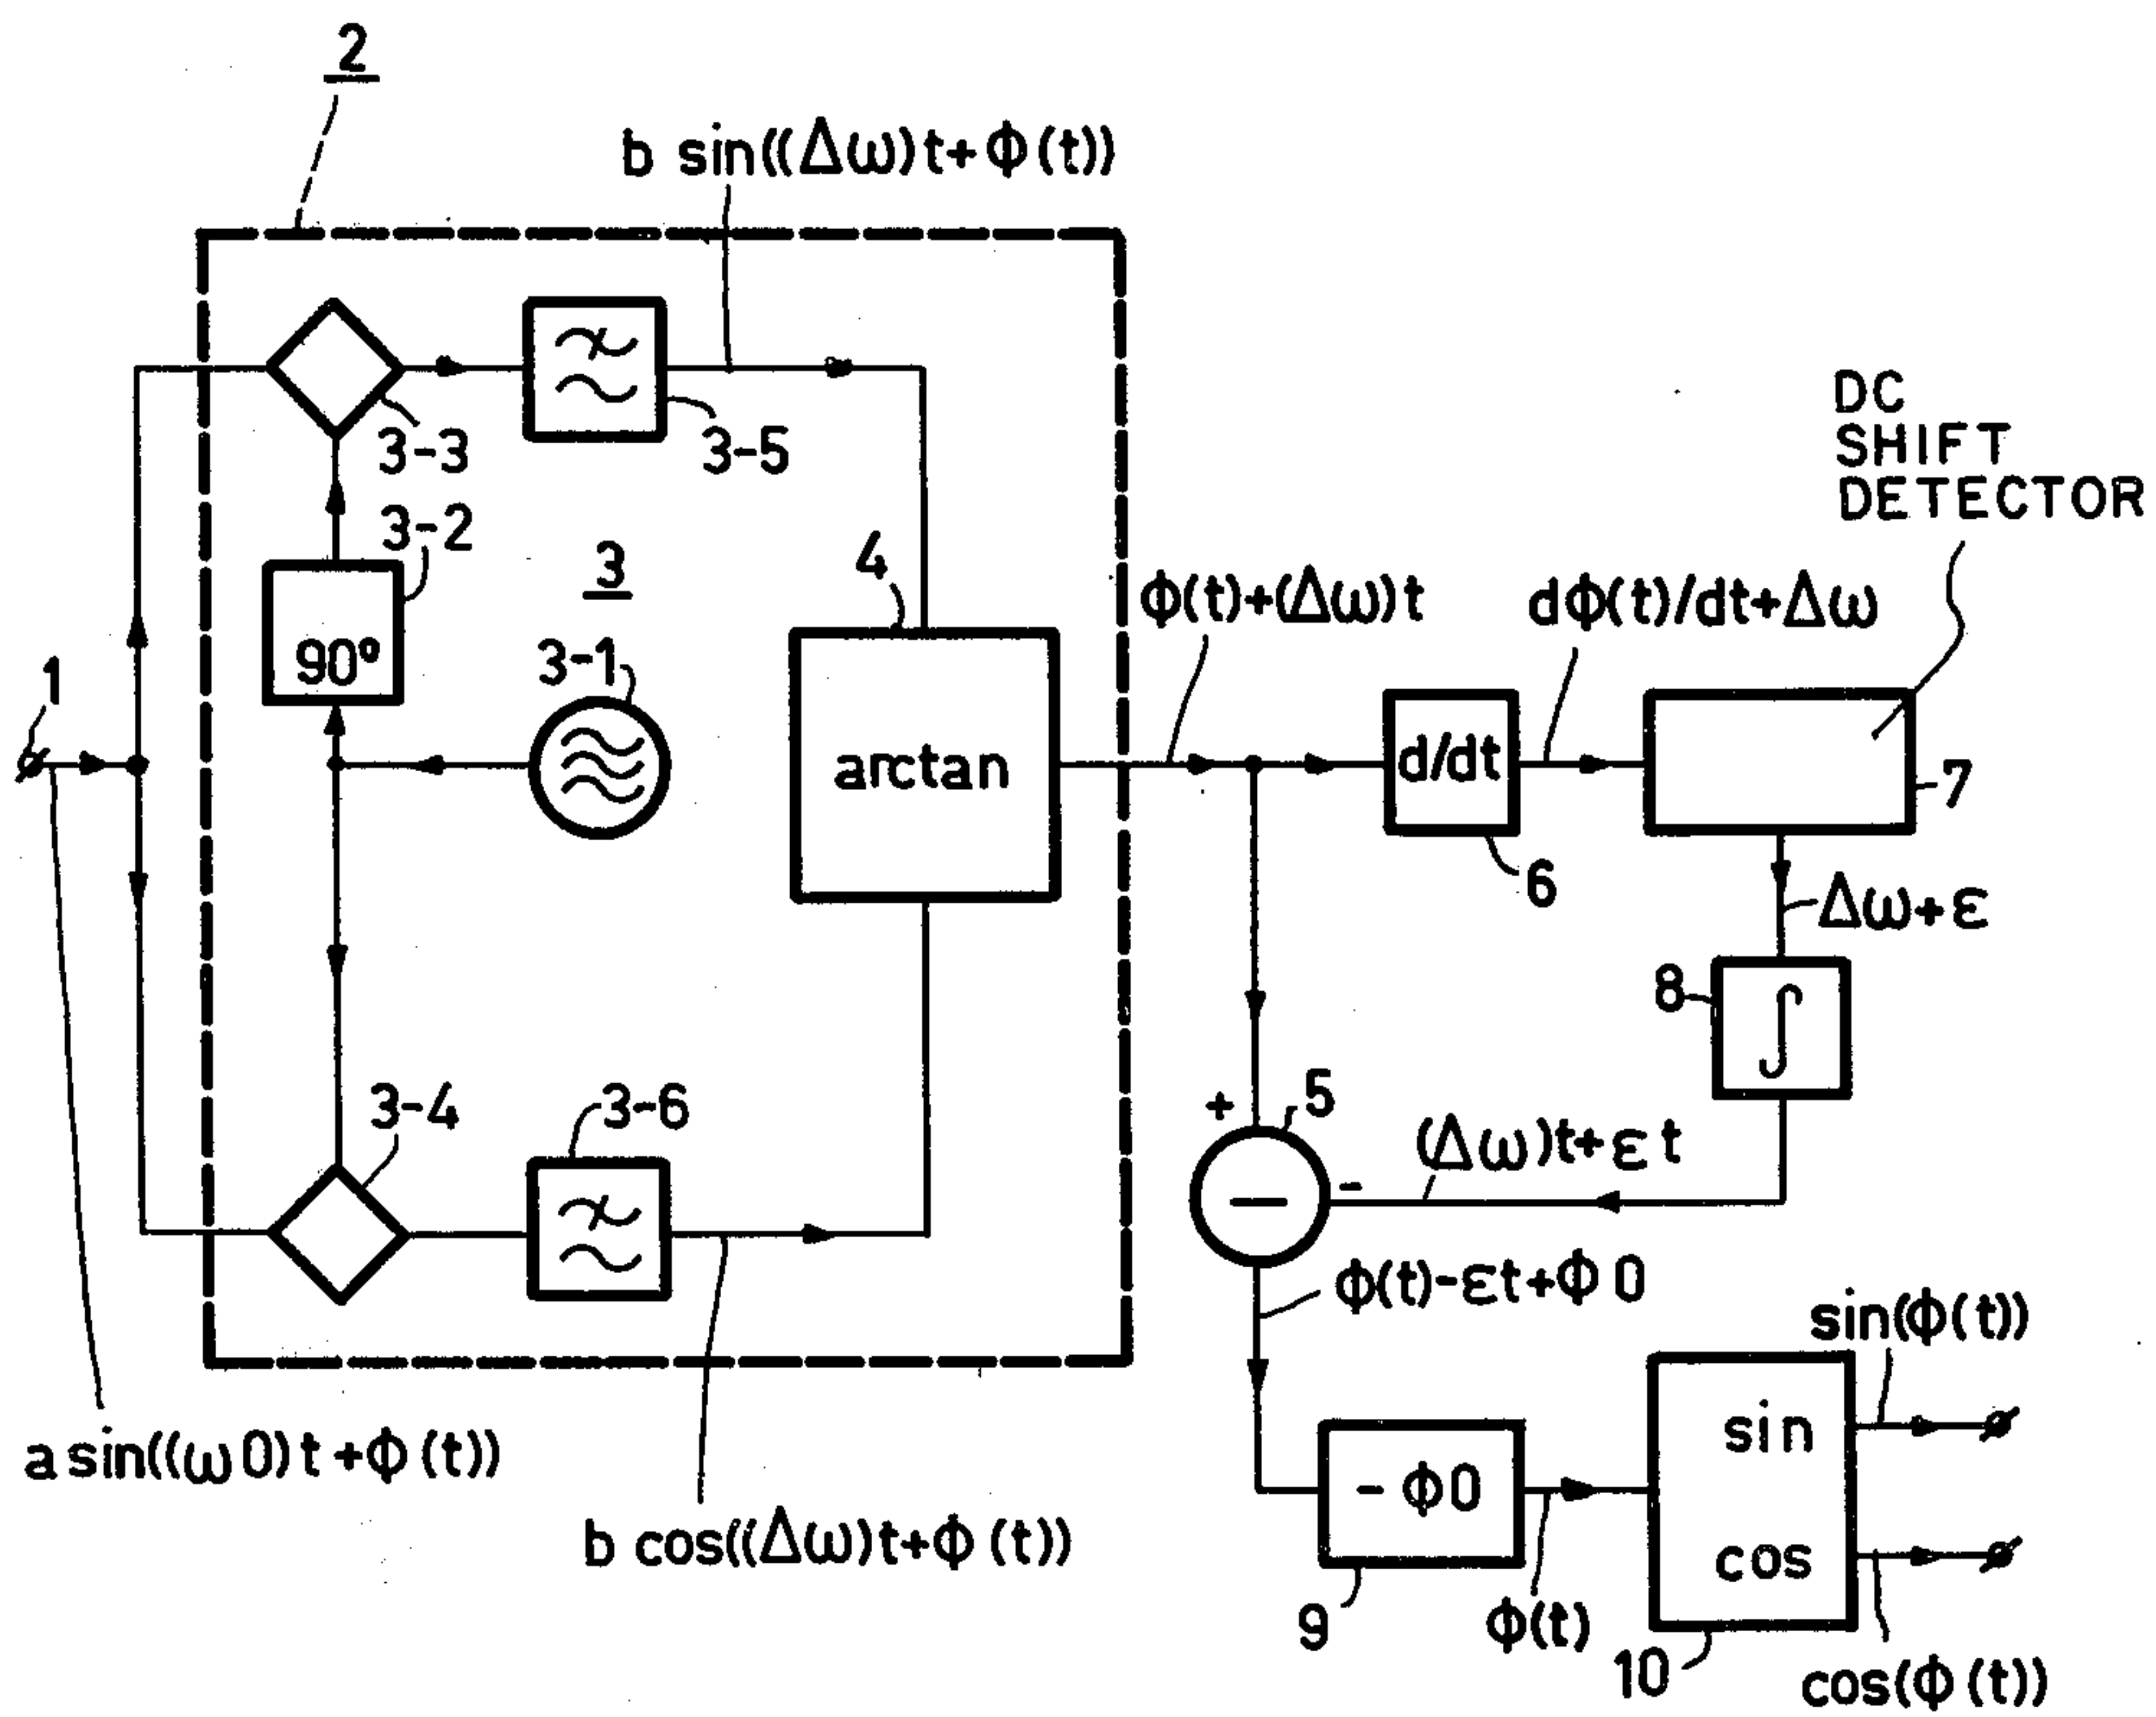 2
b sin((Δω)t+ϕ(t))
3-3
3-5
DC
SHIFT
DETECTOR
3-2
3
4
ϕ(t)+(Δω)t
dϕ(t)/dt+Δω
1
90°
3-1
arctan
d/dt
7
6
Δω+ε
8
∫
3-4
3-6
+
5
(Δω)t+εt
-
−
ϕ(t)-εt+ϕ0
sin(ϕ(t))
a sin((ω0)t+ϕ(t))
sin
- ϕ0
b cos((Δω)t+ϕ(t))
cos
9
ϕ(t)
10
cos(ϕ(t))